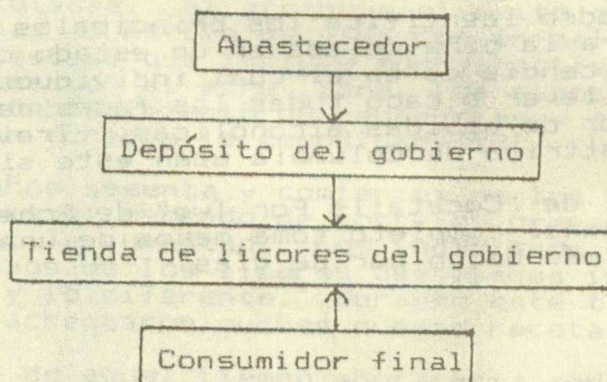 Abastecedor
Depósito del gobierno
Tienda de licores del gobierno
Consumidor final